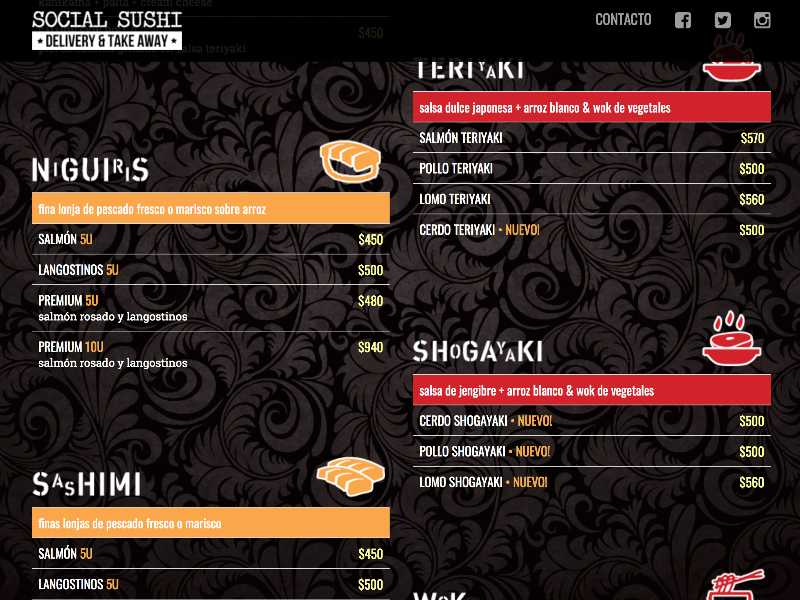 kanikama + palta + cream cheese
SOCIAL SUSHI
• DELIVERY & TAKE AWAY •
CONTACTO
$450
salsa teriyaki
NIGUIRIS
fina lonja de pescado fresco o marisco sobre arroz
SALMÓN 5U $450
LANGOSTINOS 5U $500
PREMIUM 5U $480
salmón rosado y langostinos
PREMIUM 10U $940
salmón rosado y langostinos
SASHIMI
finas lonjas de pescado fresco o marisco
SALMÓN 5U $450
LANGOSTINOS 5U $500
TERIYAKI
salsa dulce japonesa + arroz blanco & wok de vegetales
SALMÓN TERIYAKI $570
POLLO TERIYAKI $500
LOMO TERIYAKI $560
CERDO TERIYAKI • NUEVO! $500
SHOGAYAKI
salsa de jengibre + arroz blanco & wok de vegetales
CERDO SHOGAYAKI • NUEVO! $500
POLLO SHOGAYAKI • NUEVO! $500
LOMO SHOGAYAKI • NUEVO! $560
WOK